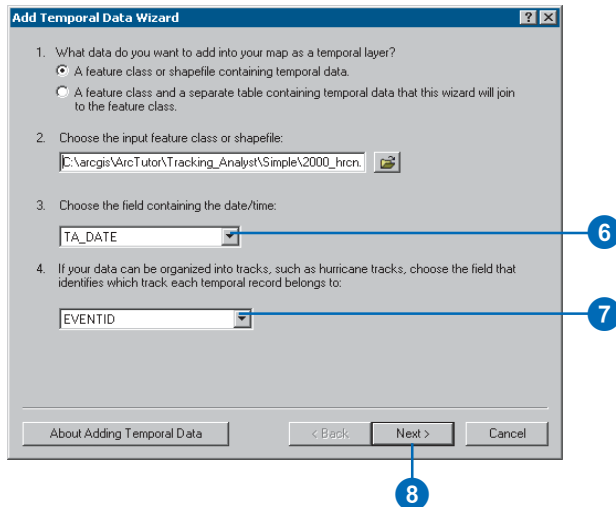 Add Temporal Data Wizard
1. What data do you want to add into your map as a temporal layer?
A feature class or shapefile containing temporal data.
A feature class and a separate table containing temporal data that this wizard will join
to the feature class.
2. Choose the input feature class or shapefile:
C:\arcgis\ArcTutor\Tracking_Analyst\Simple\2000_hrcn.
3. Choose the field containing the date/time:
TA_DATE
6
4. If your data can be organized into tracks, such as hurricane tracks, choose the field that
identifies which track each temporal record belongs to:
EVENTID
7
About Adding Temporal Data
< Back
Next >
Cancel
8